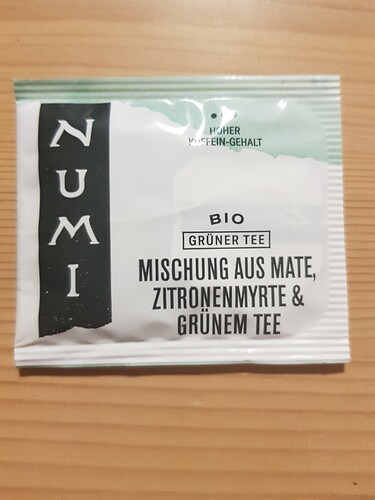 NUMI
HOHER
KOFFEIN-GEHALT
BIO
GRÜNER TEE
MISCHUNG AUS MATE,
ZITRONENMYRTE &
GRÜNEM TEE